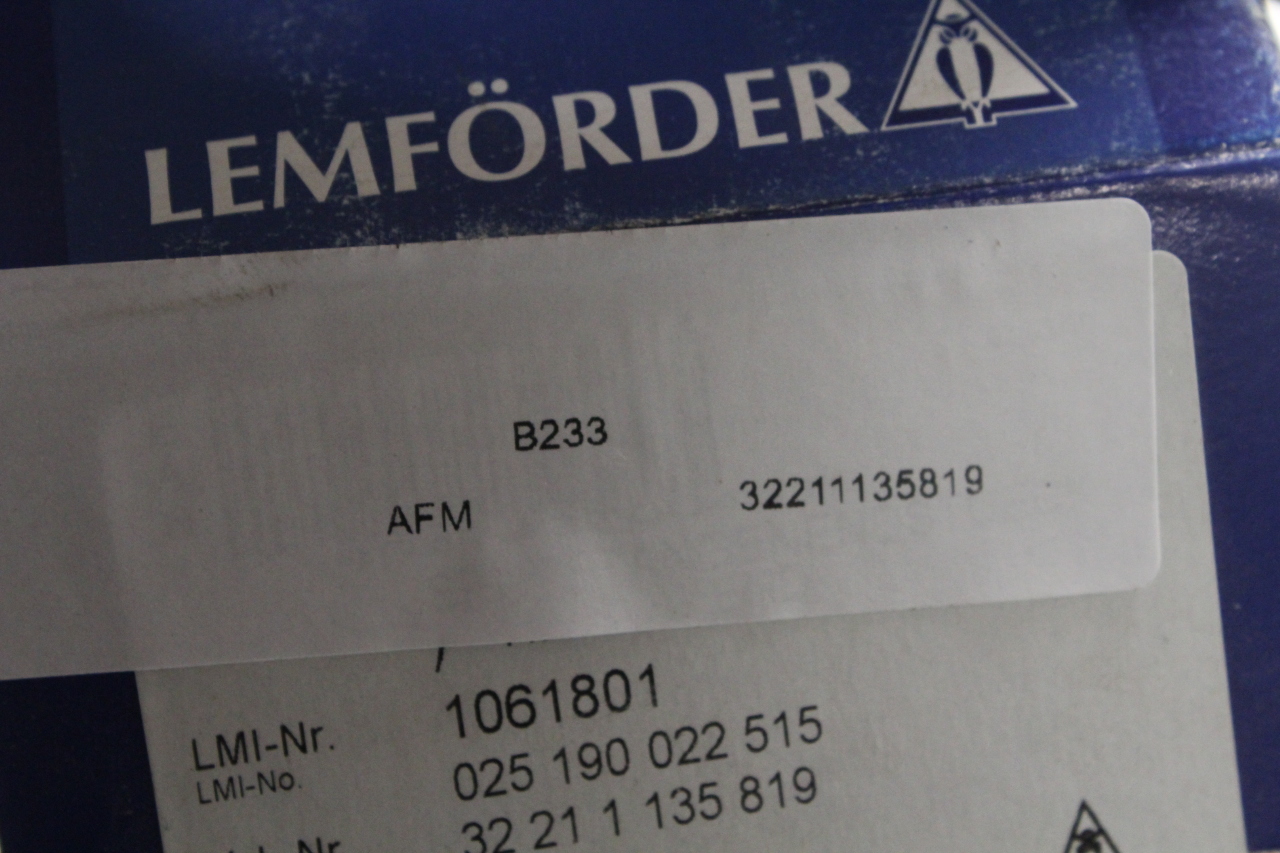 LEMFÖRDER
B233
AFM 32211135819
1061801
LMI-Nr. 025 190 022 515
LMI-No.
32 21 1 135 819